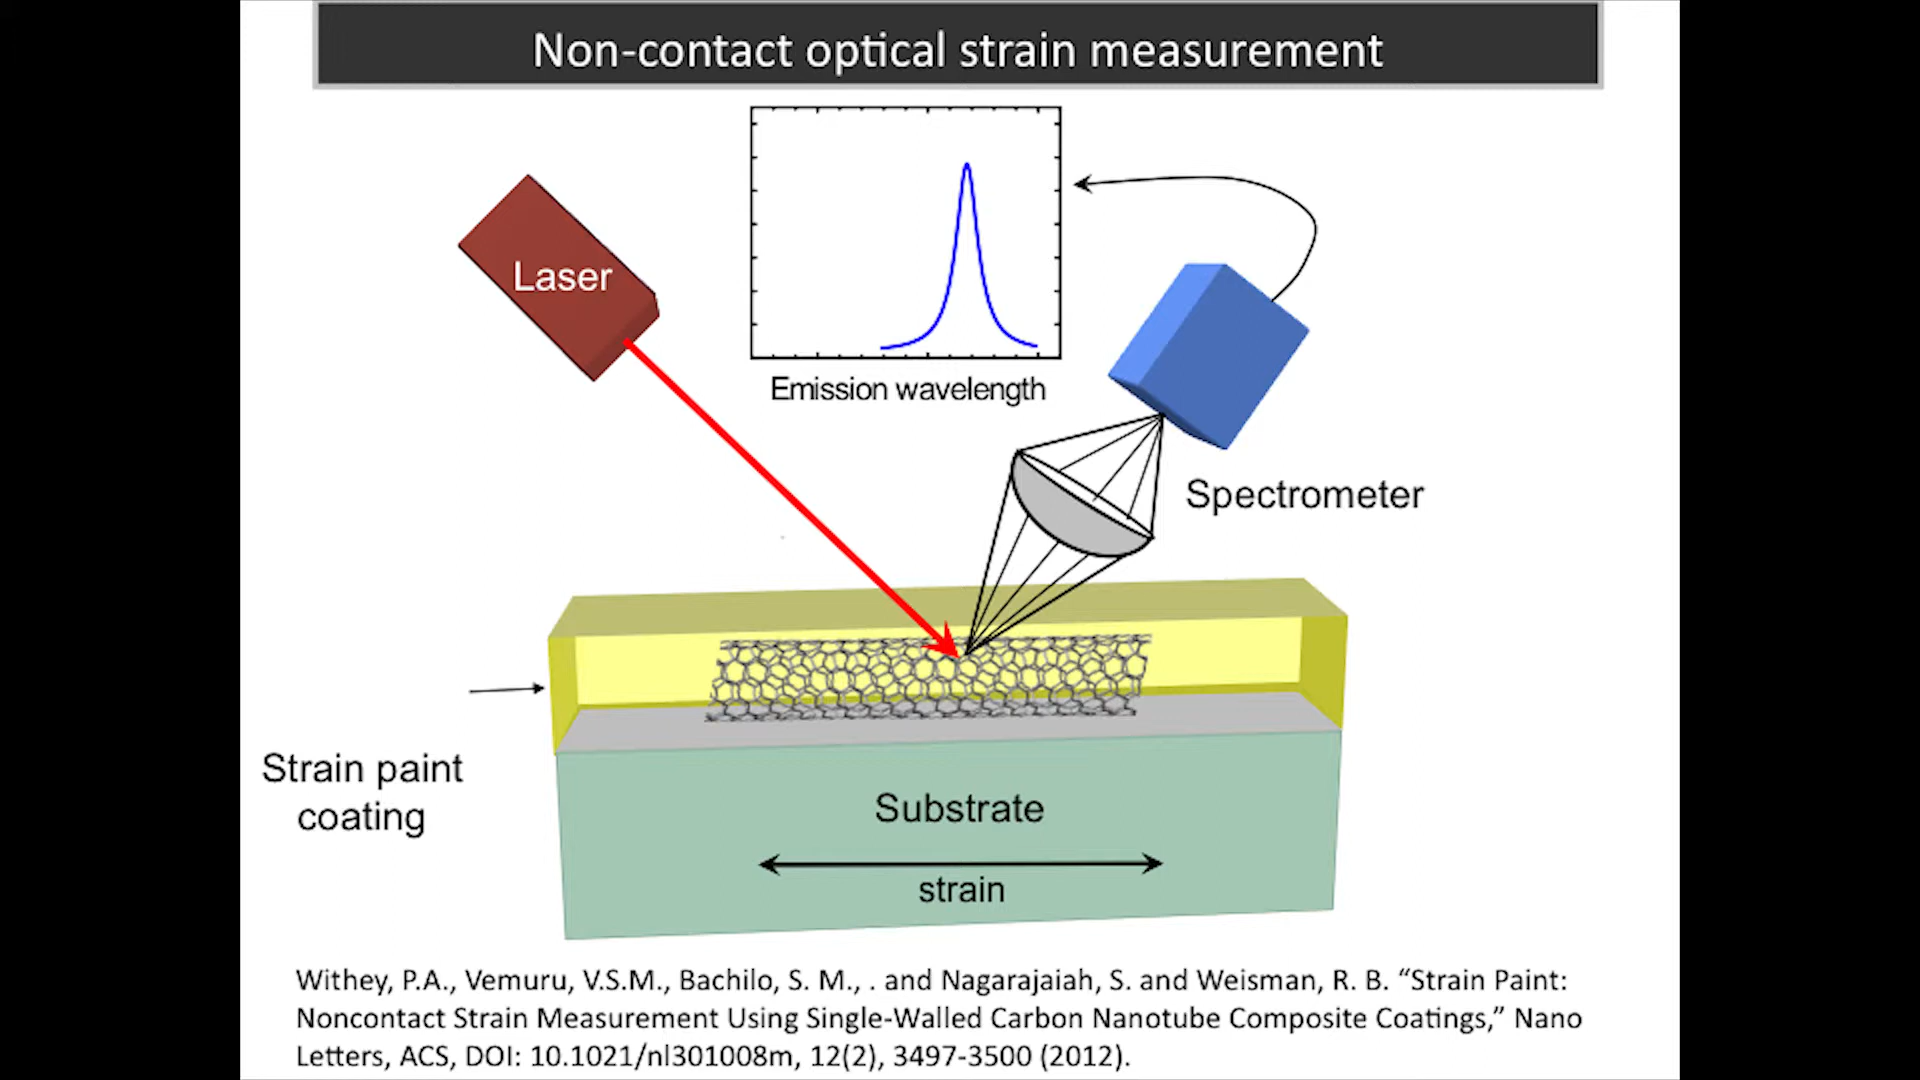 Non-contact optical strain measurement
Laser
Emission wavelength
Spectrometer
Strain paint
coating
Substrate
strain
Withey, P.A., Vemuru, V.S.M., Bachilo, S. M., . and Nagarajaiah, S. and Weisman, R. B. “Strain Paint:
Noncontact Strain Measurement Using Single-Walled Carbon Nanotube Composite Coatings,” Nano
Letters, ACS, DOI: 10.1021/nl301008m, 12(2), 3497-3500 (2012).